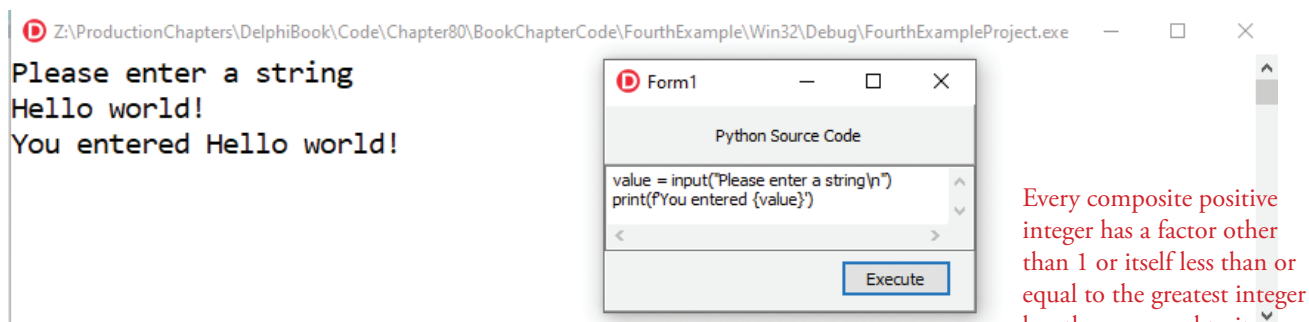 Z:\ProductionChapters\DelphiBook\Code\Chapter80\BookChapterCode\FourthExample\Win32\Debug\FourthExampleProject.exe
Please enter a string
Hello world!
You entered Hello world!
Form1
Python Source Code
value = input("Please enter a string\n")
print(f'You entered {value}')
Execute
Every composite positive
integer has a factor other
than 1 or itself less than or
equal to the greatest integer